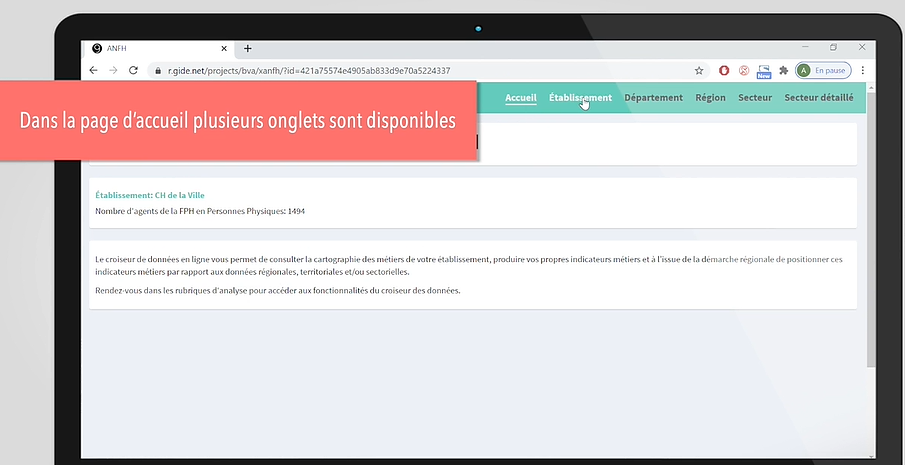 ANFH
r.gide.net/projects/bva/xanfh/?id=421a75574e4905ab833d9e70a5224337
New
A
En pause
Accueil Établissement Département Région Secteur Secteur détaillé
Dans la page d’accueil plusieurs onglets sont disponibles
Établissement: CH de la Ville
Nombre d'agents de la FPH en Personnes Physiques: 1494
Le croiseur de données en ligne vous permet de consulter la cartographie des métiers de votre établissement, produire vos propres indicateurs métiers et à l'issue de la démarche régionale de positionner ces
indicateurs métiers par rapport aux données régionales, territoriales et/ou sectorielles.
Rendez-vous dans les rubriques d'analyse pour accéder aux fonctionnalités du croiseur des données.